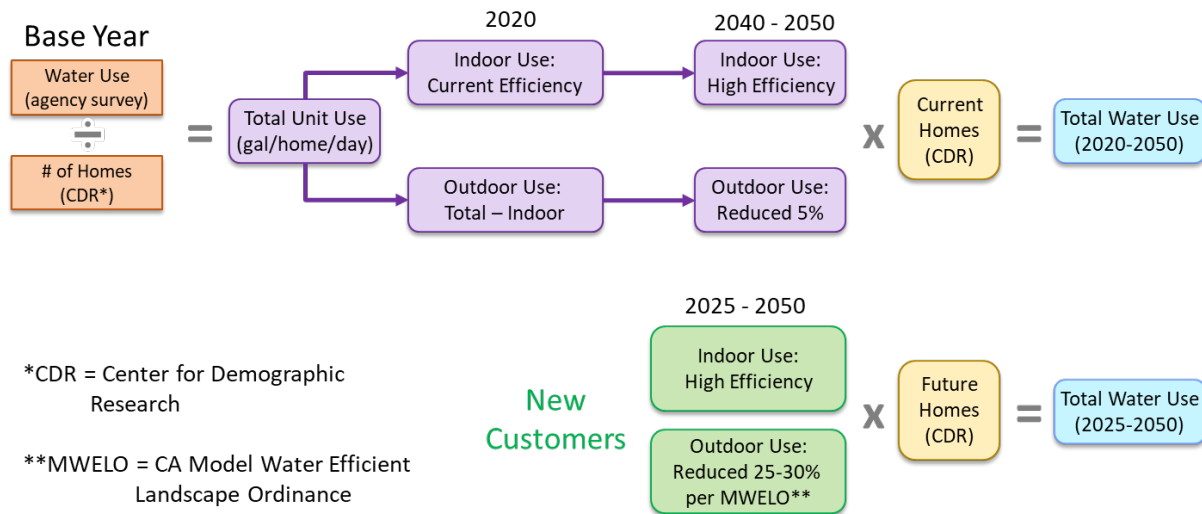 Base Year
2020
2040 - 2050
Water Use
(agency survey)
÷
# of Homes
(CDR*)
=
Total Unit Use
(gal/home/day)
Indoor Use:
Current Efficiency
Indoor Use:
High Efficiency
Outdoor Use:
Total – Indoor
Outdoor Use:
Reduced 5%
x
Current
Homes
(CDR)
=
Total Water Use
(2020-2050)
2025 - 2050
New
Customers
Indoor Use:
High Efficiency
Outdoor Use:
Reduced 25-30%
per MWELO**
x
Future
Homes
(CDR)
=
Total Water Use
(2025-2050)
*CDR = Center for Demographic
Research
**MWELO = CA Model Water Efficient
Landscape Ordinance